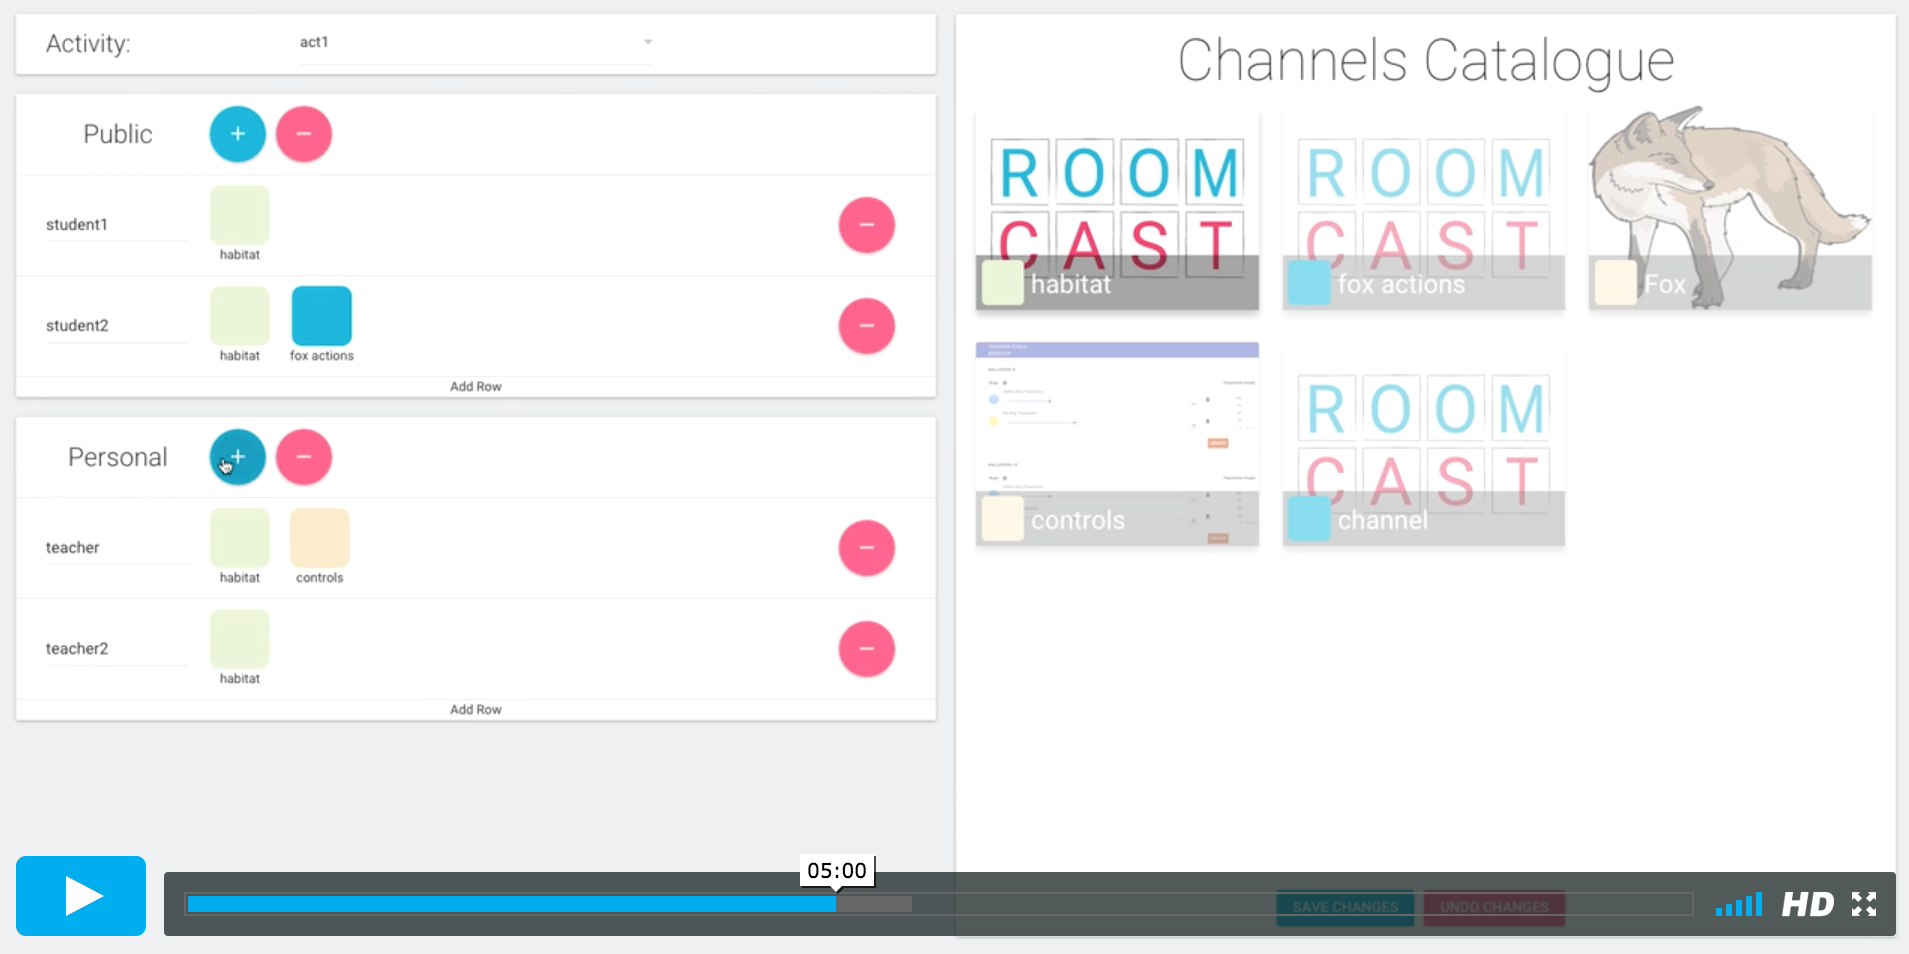 Activity:
act1
Public
+
−
student1
habitat
−
student2
habitat
fox actions
−
Add Row
Personal
+
−
teacher
habitat
controls
−
teacher2
habitat
−
Add Row
Channels Catalogue
ROOM
CAST
habitat
ROOM
CAST
fox actions
Fox
TEACHER TOOLS
controls
ROOM
CAST
channel
05:00
SAVE CHANGES
UNDO CHANGES
HD